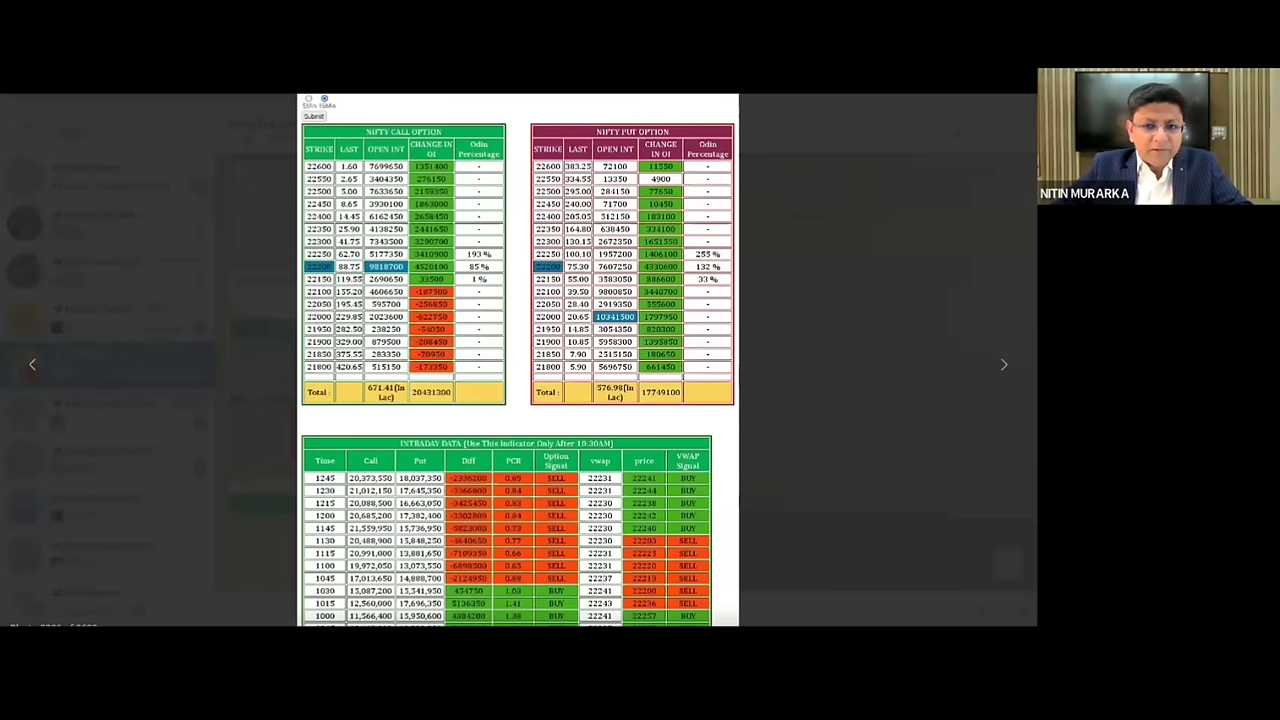 5Min 15Min
Submit
NIFTY CALL OPTION
STRIKE LAST OPEN INT CHANGE IN OI Odin Percentage
22600 1.60 7699650 1351400 -
22550 2.65 3404350 276150 -
22500 5.00 7633650 2159350 -
22450 8.65 3930100 1863000 -
22400 14.45 6162450 2658450 -
22350 25.90 4138250 2441650 -
22300 41.75 7343500 3290700 -
22250 62.70 5177350 3410900 193 %
22200 88.75 9818700 4520100 85 %
22150 119.55 2690650 33500 1 %
22100 155.20 4606650 -187500 -
22050 195.45 595700 -256850 -
22000 229.85 2023600 -622750 -
21950 282.50 238250 -54050 -
21900 329.00 879500 -208450 -
21850 375.55 283350 -70950 -
21800 420.65 515150 -173350 -
Total : 671.41(In Lac) 20431300
NIFTY PUT OPTION
STRIKE LAST OPEN INT CHANGE IN OI Odin Percentage
22600 383.25 72100 11550 -
22550 334.55 13350 4900 -
22500 295.00 284150 77650 -
22450 240.00 71700 10450 -
22400 205.05 512150 183100 -
22350 164.80 638450 334100 -
22300 130.15 2672350 1651550 -
22250 100.10 1957200 1406100 255 %
22200 75.30 7607250 4330600 132 %
22150 55.00 3583050 886600 33 %
22100 39.50 9800850 3440700 -
22050 28.40 2919350 555600 -
22000 20.65 10341500 1797950 -
21950 14.85 3054350 820300 -
21900 10.85 5958300 1395850 -
21850 7.90 2515150 180650 -
21800 5.90 5696750 661450 -
Total : 576.98(In Lac) 17749100
INTRADAY DATA (Use This Indicator Only After 10:30AM)
Time Call Put Diff PCR Option Signal vwap price VWAP Signal
1245 20,373,550 18,037,350 -2336200 0.89 SELL 22231 22241 BUY
1230 21,012,150 17,645,350 -3366800 0.84 SELL 22231 22244 BUY
1215 20,088,500 16,663,050 -3425450 0.83 SELL 22230 22238 BUY
1200 20,685,200 17,382,400 -3302800 0.84 SELL 22230 22242 BUY
1145 21,559,950 15,736,950 -5823000 0.73 SELL 22230 22240 BUY
1130 20,488,900 15,848,250 -4640650 0.77 SELL 22230 22203 SELL
1115 20,991,000 13,881,650 -7109350 0.66 SELL 22231 22225 SELL
1100 19,972,050 13,073,550 -6898500 0.65 SELL 22231 22220 SELL
1045 17,013,650 14,888,700 -2124950 0.88 SELL 22237 22213 SELL
1030 15,087,200 15,541,950 454750 1.03 BUY 22241 22200 SELL
1015 12,560,000 17,696,350 5136350 1.41 BUY 22243 22236 SELL
1000 11,566,400 15,950,600 4384200 1.38 BUY 22241 22257 BUY
NITIN MURARKA